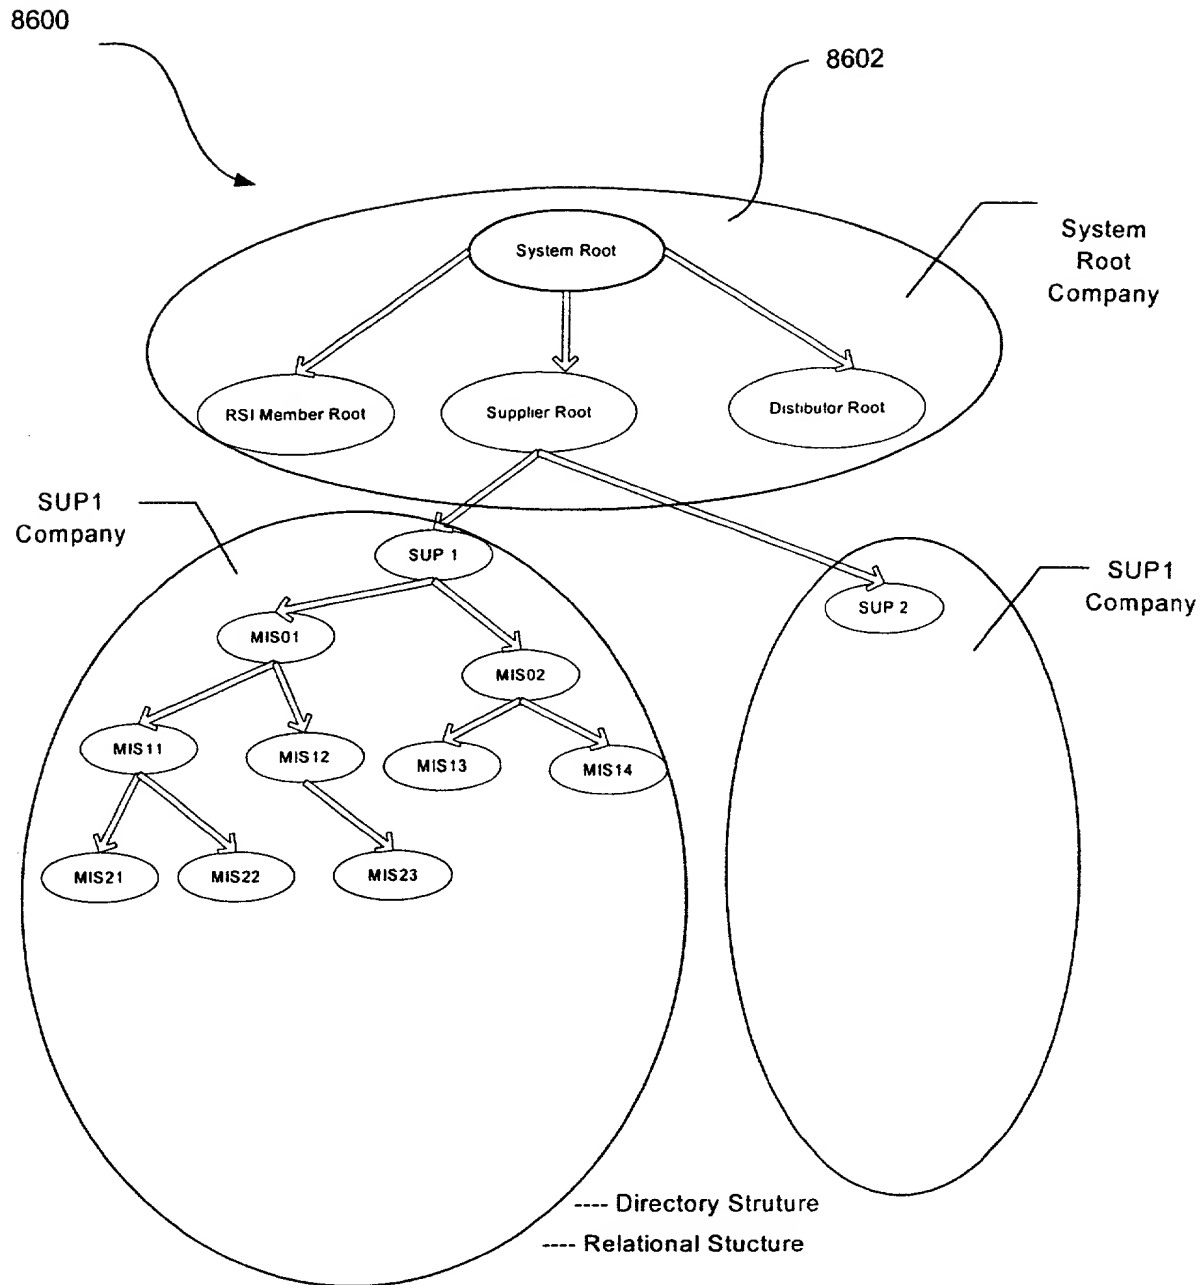 8600
8602
System Root
System
Root
Company
RSI Member Root
Supplier Root
Distibutor Root
SUP1
Company
SUP 1
SUP1
Company
SUP 2
MIS01
MIS02
MIS11
MIS12
MIS13
MIS14
MIS21
MIS22
MIS23
---- Directory Struture
---- Relational Stucture